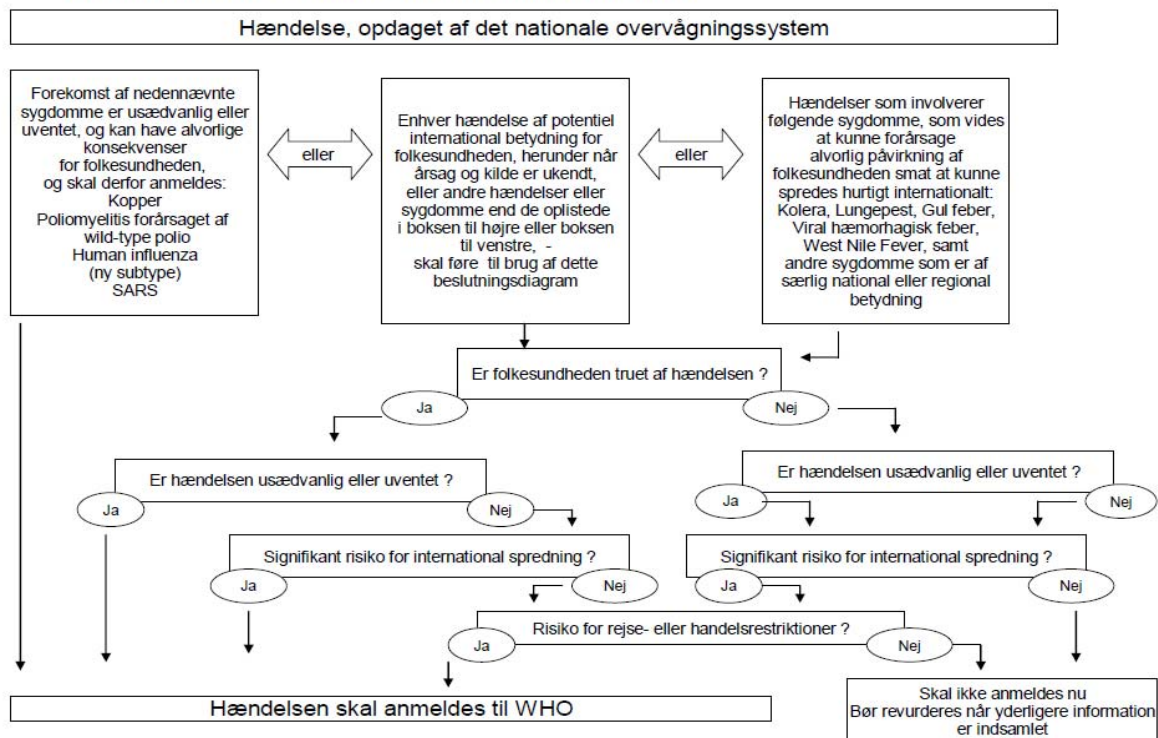 Hændelse, opdaget af det nationale overvågningssystem
Forekomst af nedennævnte
sygdomme er usædvanlig eller
uventet, og kan have alvorlige
konsekvenser
for folkesundheden,
og skal derfor anmeldes:
Kopper
Poliomyelitis forårsaget af
wild-type polio
Human influenza
(ny subtype)
SARS
eller
Enhver hændelse af potentiel
international betydning for
folkesundheden, herunder når
årsag og kilde er ukendt,
eller andre hændelser eller
sygdomme end de oplistede
i boksen til højre eller boksen
til venstre, -
skal føre til brug af dette
beslutningsdiagram
eller
Hændelser som involverer
følgende sygdomme, som vides
at kunne forårsage
alvorlig påvirkning af
folkesundheden smat at kunne
spredes hurtigt internationalt:
Kolera, Lungepest, Gul feber,
Viral hæmorhagisk feber,
West Nile Fever, samt
andre sygdomme som er af
særlig national eller regional
betydning
Er folkesundheden truet af hændelsen ?
Ja
Nej
Er hændelsen usædvanlig eller uventet ?
Ja
Nej
Er hændelsen usædvanlig eller uventet ?
Ja
Nej
Signifikant risiko for international spredning ?
Ja
Nej
Signifikant risiko for international spredning ?
Ja
Nej
Risiko for rejse- eller handelsrestriktioner ?
Ja
Nej
Hændelsen skal anmeldes til WHO
Skal ikke anmeldes nu
Bør revurderes når yderligere information
er indsamlet